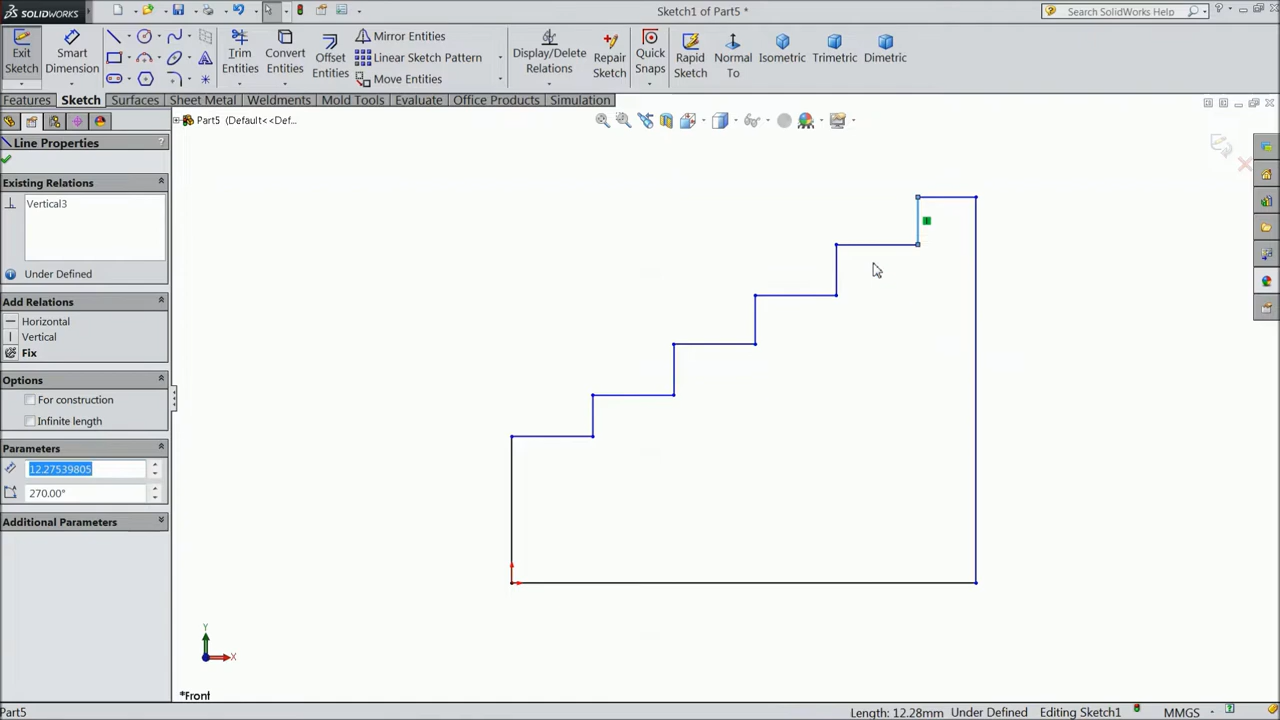 SOLIDWORKS
Sketch1 of Part5 *
Search SolidWorks Help
Exit Sketch
Smart Dimension
Trim Entities
Convert Entities
Offset Entities
Mirror Entities
Linear Sketch Pattern
Move Entities
Display/Delete Relations
Repair Sketch
Quick Snaps
Rapid Sketch
Normal To
Isometric
Trimetric
Dimetric
Features Sketch Surfaces Sheet Metal Weldments Mold Tools Evaluate Office Products Simulation
Part5 (Default<<Def...
Line Properties ?
Existing Relations
Vertical3
Under Defined
Add Relations
Horizontal
Vertical
Fix
Options
For construction
Infinite length
Parameters
12.27539805
270.00°
Additional Parameters
Y
X
*Front
Part5 Length: 12.28mm Under Defined Editing Sketch1 MMGS